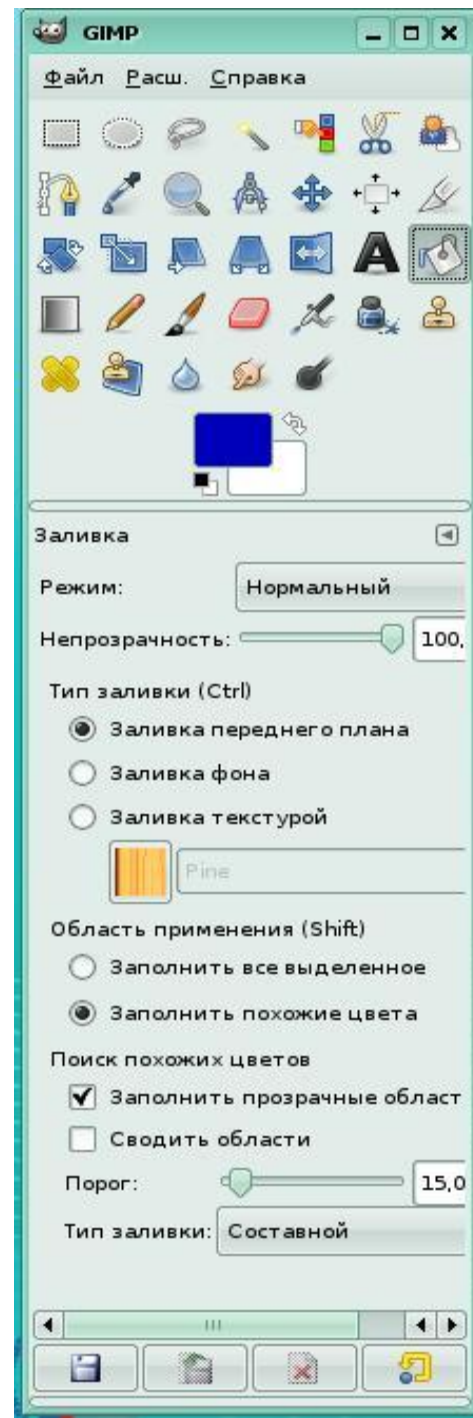 GIMP
Файл Расш. Справка
Заливка
Режим: Нормальный
Непрозрачность: 100,
Тип заливки (Ctrl)
Заливка переднего плана
Заливка фона
Заливка текстурой
Pine
Область применения (Shift)
Заполнить все выделенное
Заполнить похожие цвета
Поиск похожих цветов
Заполнить прозрачные област
Сводить области
Порог: 15,0
Тип заливки: Составной